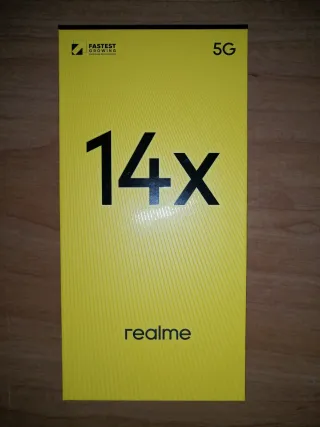 FASTEST
GROWING
5G
14x
realme